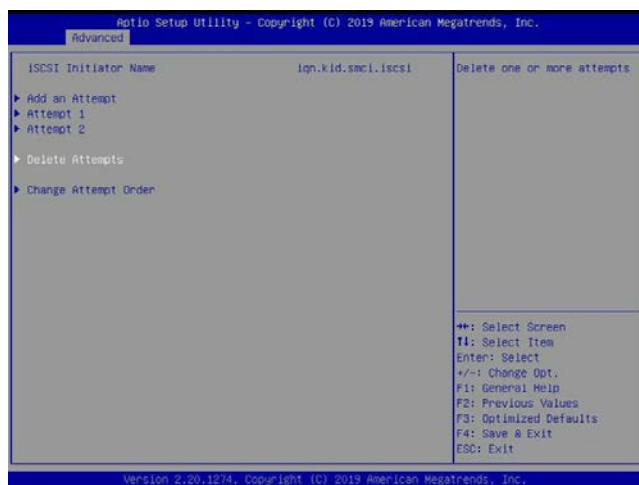 Aptio Setup Utility - Copyright (C) 2019 American Megatrends, Inc.
Advanced
iSCSI Initiator Name iqn.kid.smci.iscsi
Add an Attempt
Attempt 1
Attempt 2
Delete Attempts
Change Attempt Order
Delete one or more attempts
→←: Select Screen
↑↓: Select Item
Enter: Select
+/-: Change Opt.
F1: General Help
F2: Previous Values
F3: Optimized Defaults
F4: Save & Exit
ESC: Exit
Version 2.20.1274. Copyright (C) 2019 American Megatrends, Inc.